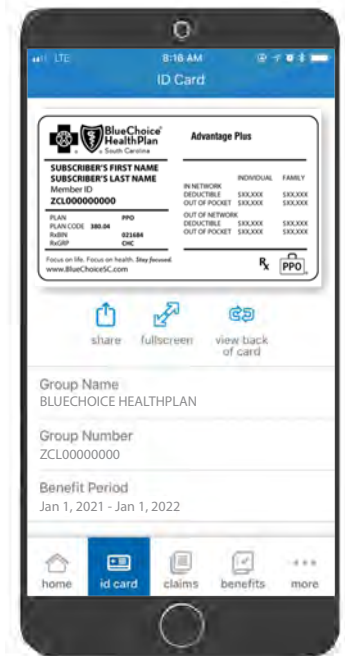 LTE 8:16 AM
ID Card
BlueChoice®
HealthPlan
South Carolina
Advantage Plus
SUBSCRIBER'S FIRST NAME
SUBSCRIBER'S LAST NAME
Member ID
ZCL000000000
PLAN PPO
PLAN CODE 380.04
RxBIN 021684
RxGRP CHC
INDIVIDUAL FAMILY
IN NETWORK
DEDUCTIBLE $XX,XXX $XX,XXX
OUT OF POCKET $XX,XXX $XX,XXX
OUT OF NETWORK
DEDUCTIBLE $XX,XXX $XX,XXX
OUT OF POCKET $XX,XXX $XX,XXX
Focus on life. Focus on health. Stay focused.
www.BlueChoiceSC.com
Rx PPO
share fullscreen view back
of card
Group Name
BLUECHOICE HEALTHPLAN
Group Number
ZCL00000000
Benefit Period
Jan 1, 2021 - Jan 1, 2022
home id card claims benefits more